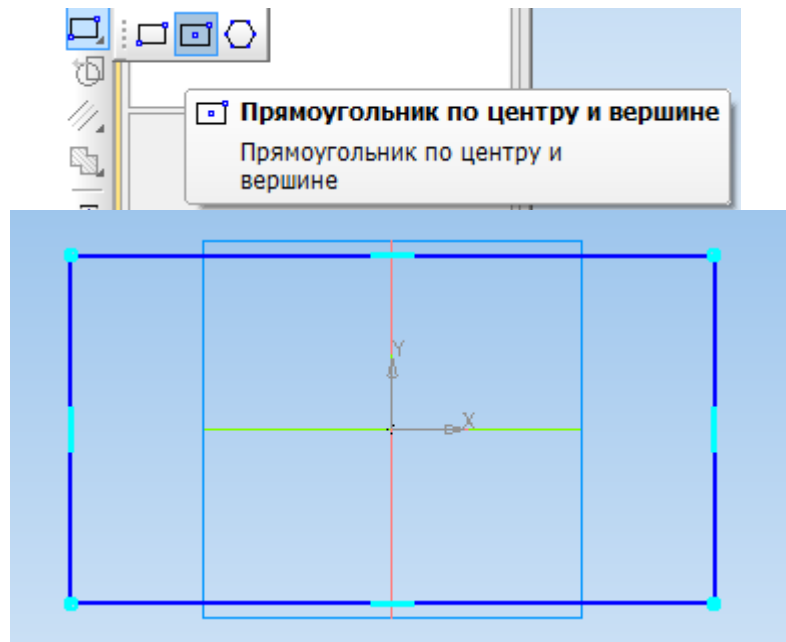 Прямоугольник по центру и вершине
Прямоугольник по центру и
вершине
Y
X